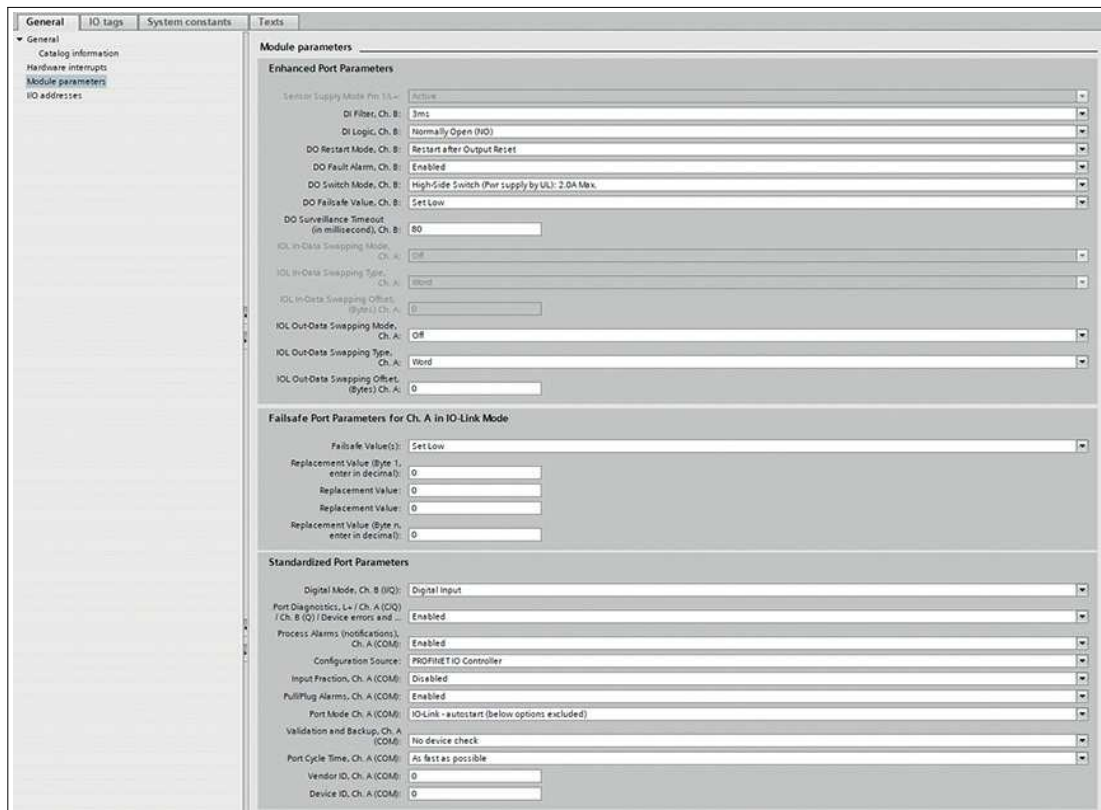 General
IO tags
System constants
Texts
General
Catalog information
Hardware interrupts
Module parameters
I/O addresses
Module parameters
Enhanced Port Parameters
Sensor Supply Mode Pin 1/L+: Active
DI Filter, Ch. B: 3ms
DI Logic, Ch. B: Normally Open (NO)
DO Restart Mode, Ch. B: Restart after Output Reset
DO Fault Alarm, Ch. B: Enabled
DO Switch Mode, Ch. B: High-Side Switch (Pwr supply by UL): 2.0A Max.
DO Failsafe Value, Ch. B: Set Low
DO Surveillance Timeout
(in millisecond), Ch. B: 80
IOL In-Data Swapping Mode,
Ch. A: Off
IOL In-Data Swapping Type,
Ch. A: Word
IOL In-Data Swapping Offset,
(Bytes) Ch. A: 0
IOL Out-Data Swapping Mode,
Ch. A: Off
IOL Out-Data Swapping Type,
Ch. A: Word
IOL Out-Data Swapping Offset,
(Bytes) Ch. A: 0
Failsafe Port Parameters for Ch. A in IO-Link Mode
Failsafe Value(s): Set Low
Replacement Value (Byte 1,
enter in decimal): 0
Replacement Value: 0
Replacement Value: 0
Replacement Value (Byte n,
enter in decimal): 0
Standardized Port Parameters
Digital Mode, Ch. B (I/Q): Digital Input
Port Diagnostics, L+ / Ch. A (C/Q)
/ Ch. B (Q) / Device errors and ... Enabled
Process Alarms (notifications),
Ch. A (COM): Enabled
Configuration Source: PROFINET IO Controller
Input Fraction, Ch. A (COM): Disabled
Pull/Plug Alarms, Ch. A (COM): Enabled
Port Mode Ch. A (COM): IO-Link - autostart (below options excluded)
Validation and Backup, Ch. A
(COM): No device check
Port Cycle Time, Ch. A (COM): As fast as possible
Vendor ID, Ch. A (COM): 0
Device ID, Ch. A (COM): 0